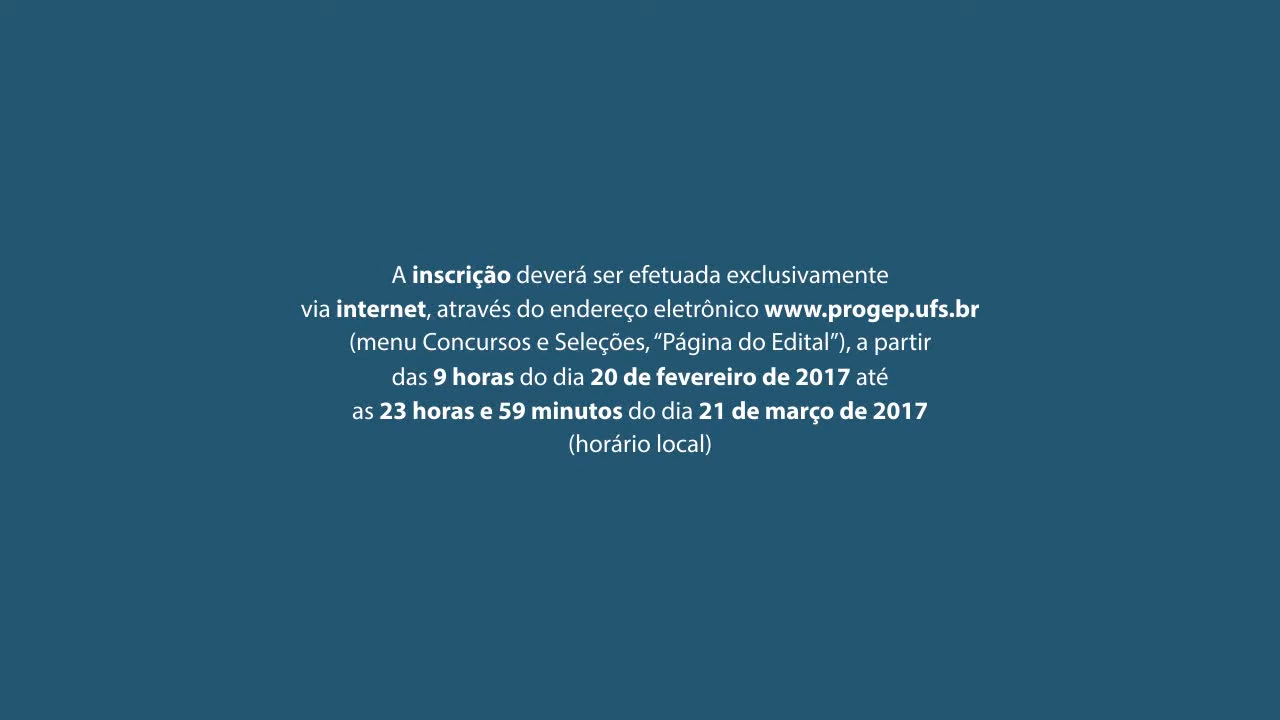 A inscrição deverá ser efetuada exclusivamente
via internet, através do endereço eletrônico www.progep.ufs.br
(menu Concursos e Seleções, “Página do Edital”), a partir
das 9 horas do dia 20 de fevereiro de 2017 até
as 23 horas e 59 minutos do dia 21 de março de 2017
(horário local)